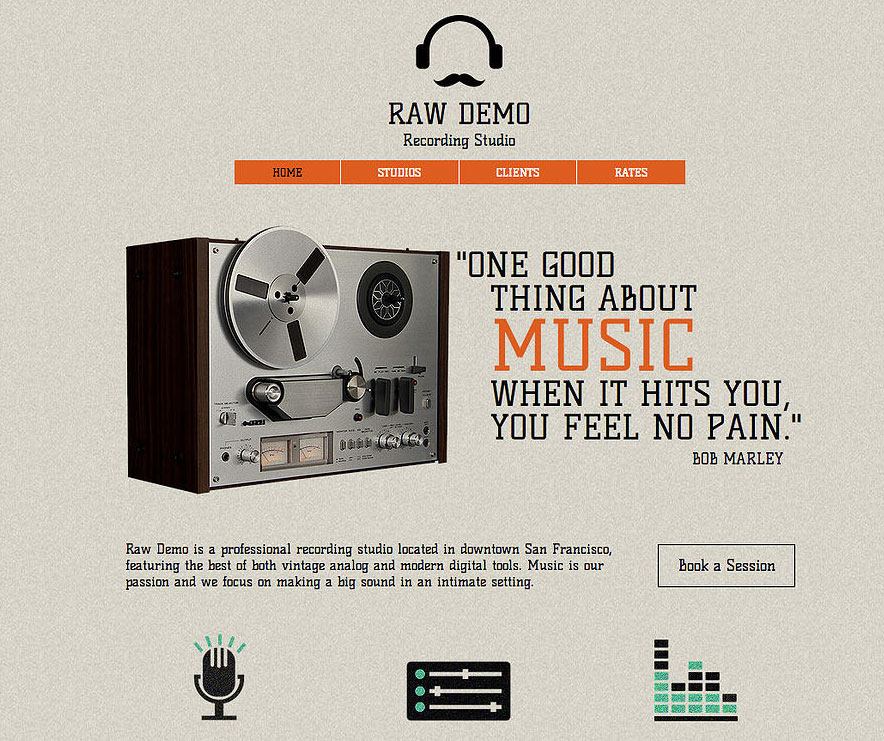 RAW DEMO
Recording Studio
HOME STUDIOS CLIENTS RATES
"ONE GOOD
THING ABOUT
MUSIC
WHEN IT HITS YOU,
YOU FEEL NO PAIN."
BOB MARLEY
Raw Demo is a professional recording studio located in downtown San Francisco,
featuring the best of both vintage analog and modern digital tools. Music is our
passion and we focus on making a big sound in an intimate setting.
Book a Session